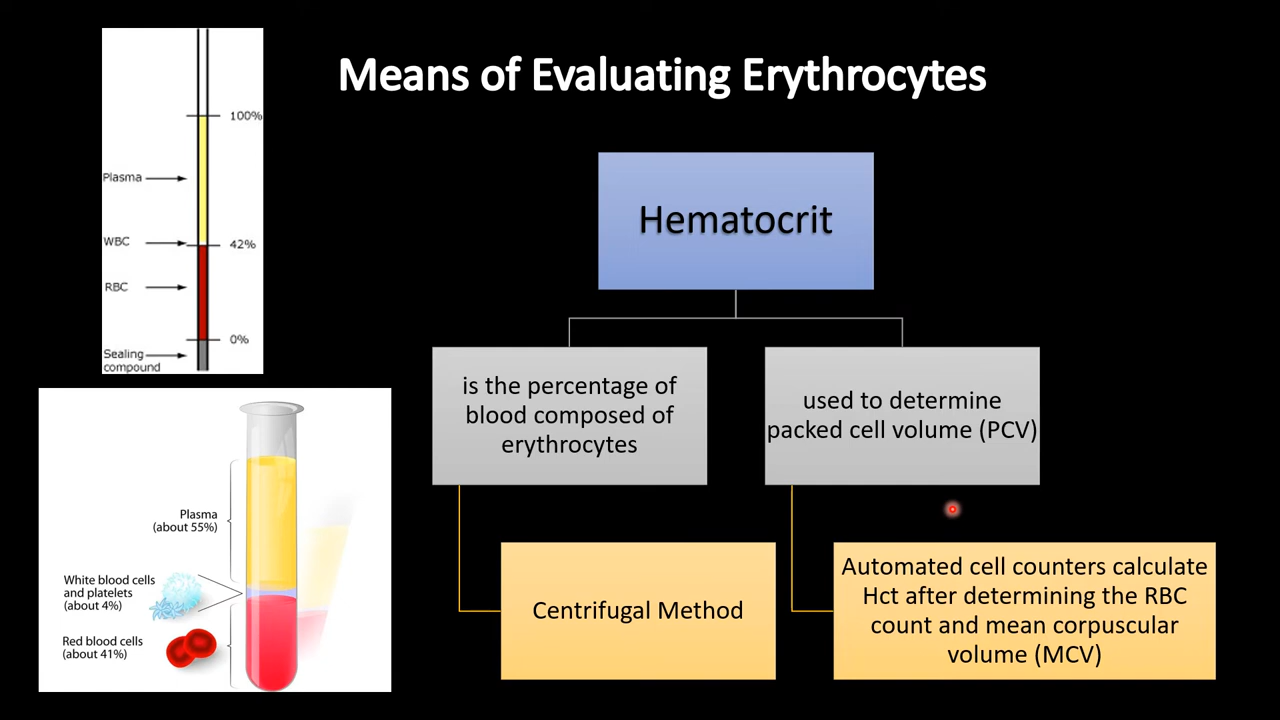 Means of Evaluating Erythrocytes
100%
Plasma
WBC
42%
RBC
0%
Sealing
compound
Hematocrit
is the percentage of
blood composed of
erythrocytes
used to determine
packed cell volume (PCV)
Centrifugal Method
Automated cell counters calculate
Hct after determining the RBC
count and mean corpuscular
volume (MCV)
Plasma
(about 55%)
White blood cells
and platelets
(about 4%)
Red blood cells
(about 41%)